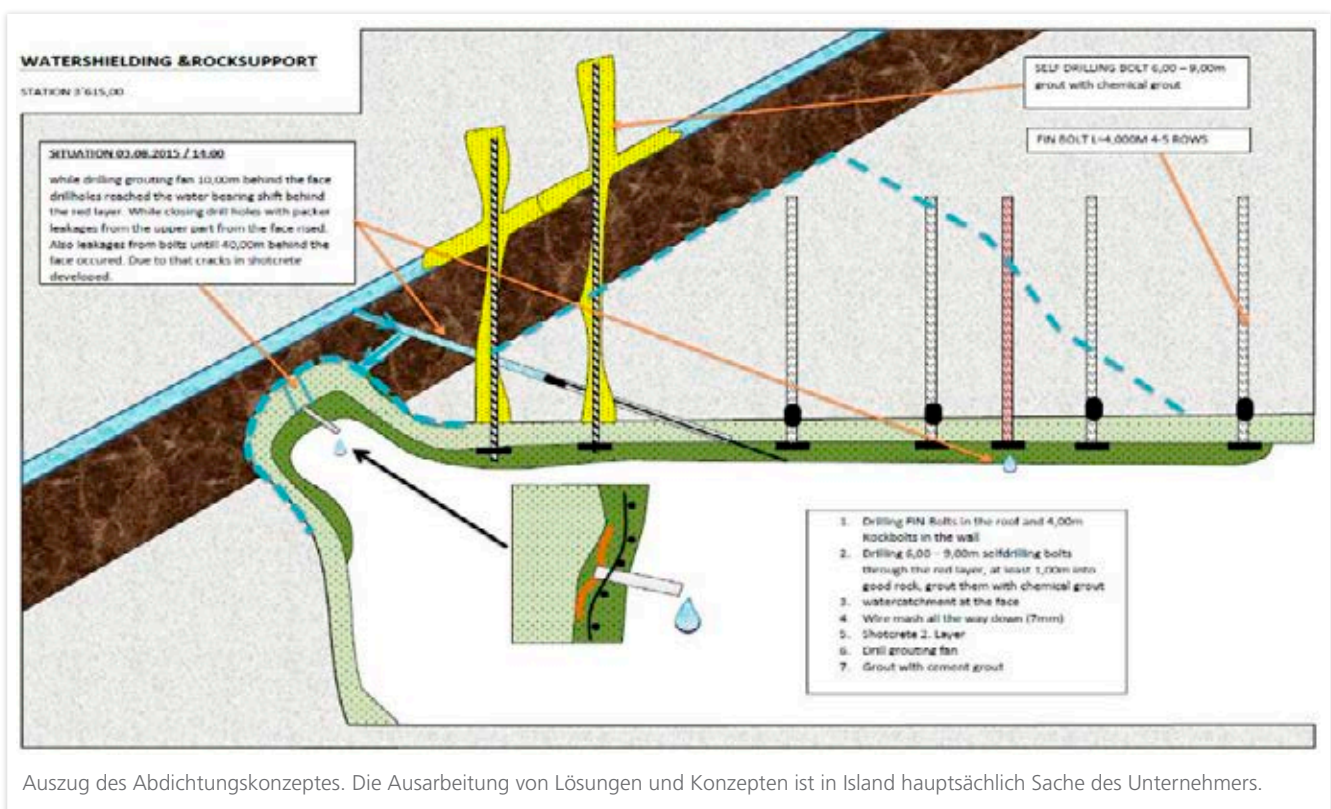 WATERSHIELDING &ROCKSUPPORT
STATION 3`615,00
SITUATION 03.08.2015 / 14.00
while drilling grouting fan 10,00m behind the face
drillholes reached the water bearing shift behind
the red layer. While closing drill holes with packer
leakages from the upper part from the face rised.
Also leakages from bolts untill 40,00m behind the
face occured. Due to that cracks in shotcrete
developed.
SELF DRILLING BOLT 6,00 – 9,00m
grout with chemical grout
FIN BOLT L=4,000M 4-5 ROWS
1. Drilling FIN Bolts in the roof and 4,00m
Rockbolts in the wall
2. Drilling 6,00 – 9,00m selfdrilling bolts
through the red layer, at least 1,00m into
good rock, grout them with chemical grout
3. watercatchment at the face
4. Wire mash all the way down (7mm)
5. Shotcrete 2. Layer
6. Drill grouting fan
7. Grout with cement grout
Auszug des Abdichtungskonzeptes. Die Ausarbeitung von Lösungen und Konzepten ist in Island hauptsächlich Sache des Unternehmers.